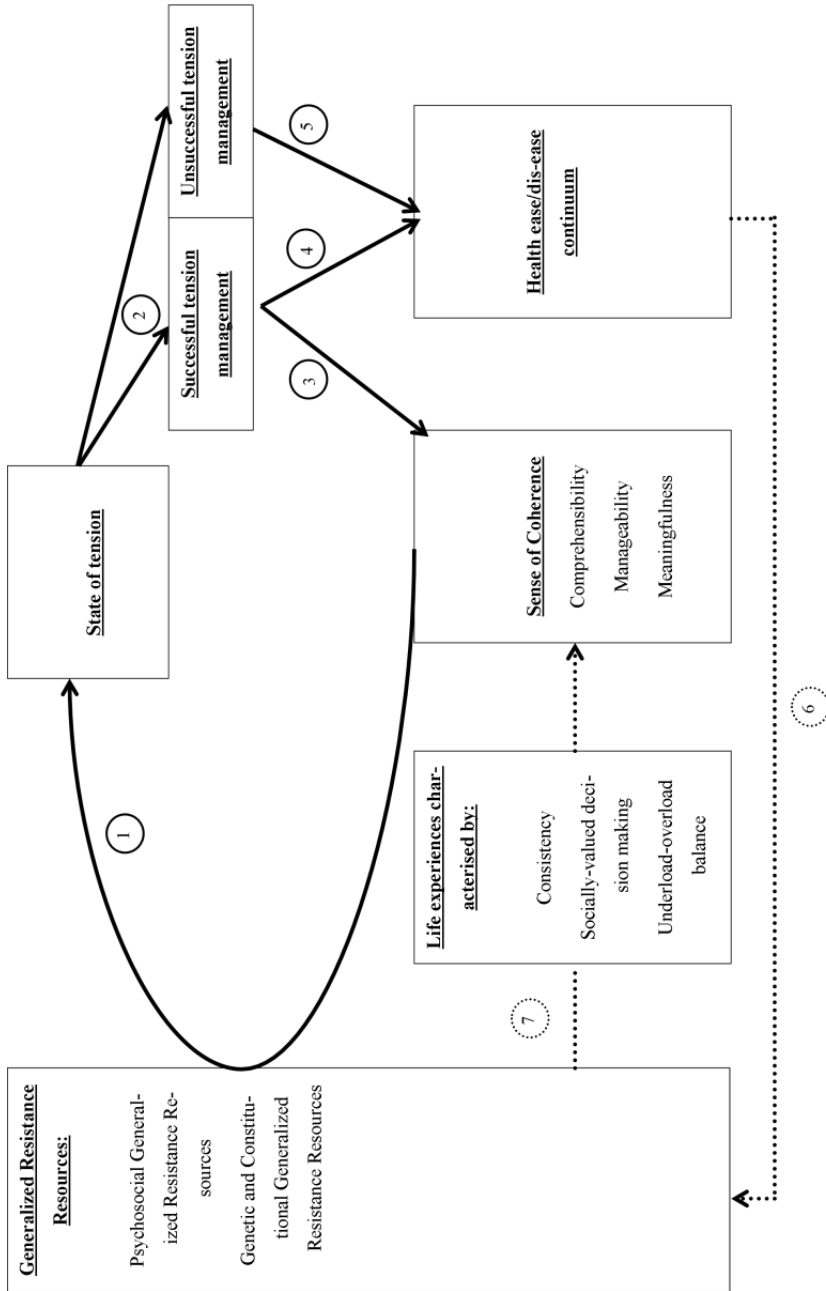 Generalized Resistance
Resources:
Psychosocial General-
ized Resistance Re-
sources
Genetic and Constitu-
tional Generalized
Resistance Resources
1
State of tension
2
Successful tension
management
Unsuccessful tension
management
3
4
5
7
Life experiences char-
acterised by:
Consistency
Socially-valued deci-
sion making
Underload-overload
balance
Sense of Coherence
Comprehensibility
Manageability
Meaningfulness
Health ease/dis-ease
continuum
6